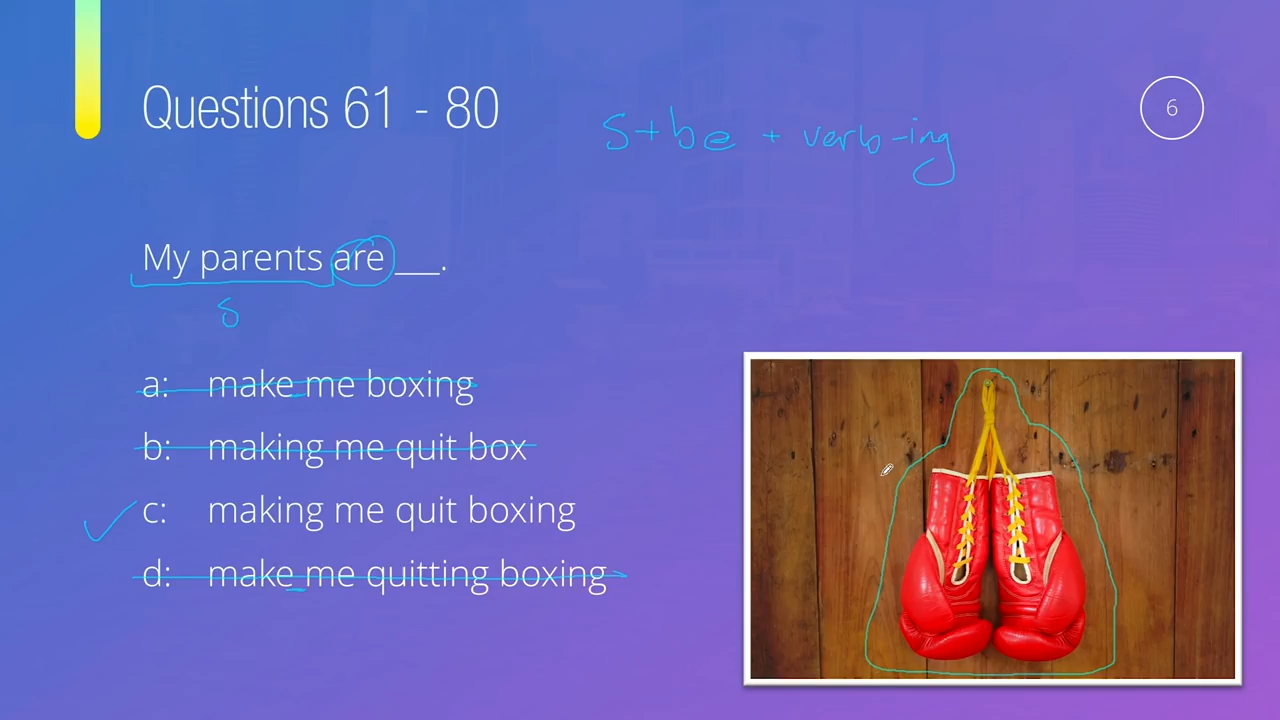 Questions 61 - 80
6
S + be + verb-ing
My parents are ___.
S
a: make me boxing
b: making me quit box
c: making me quit boxing
d: make me quitting boxing